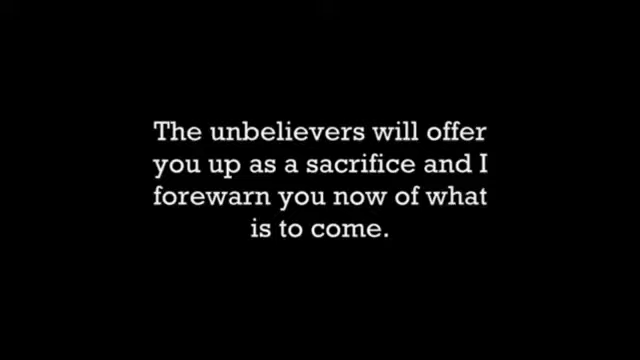 The unbelievers will offer
you up as a sacrifice and I
forewarn you now of what
is to come.